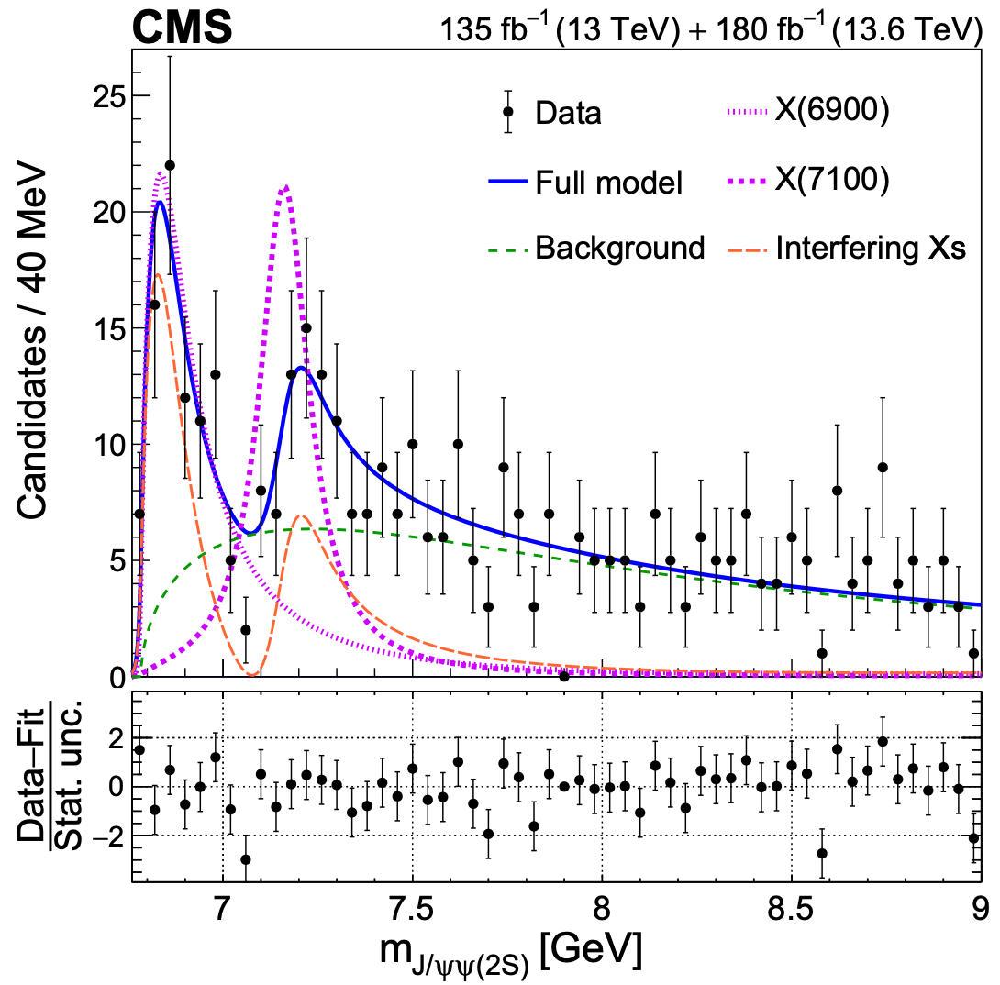 CMS 135 fb⁻¹ (13 TeV) + 180 fb⁻¹ (13.6 TeV)
Candidates / 40 MeV
25
20
15
10
5
0
Data
Full model
Background
X(6900)
X(7100)
Interfering Xs
Data–Fit
Stat. unc.
2
0
−2
7 7.5 8 8.5 9
m_{J/ψψ(2S)} [GeV]